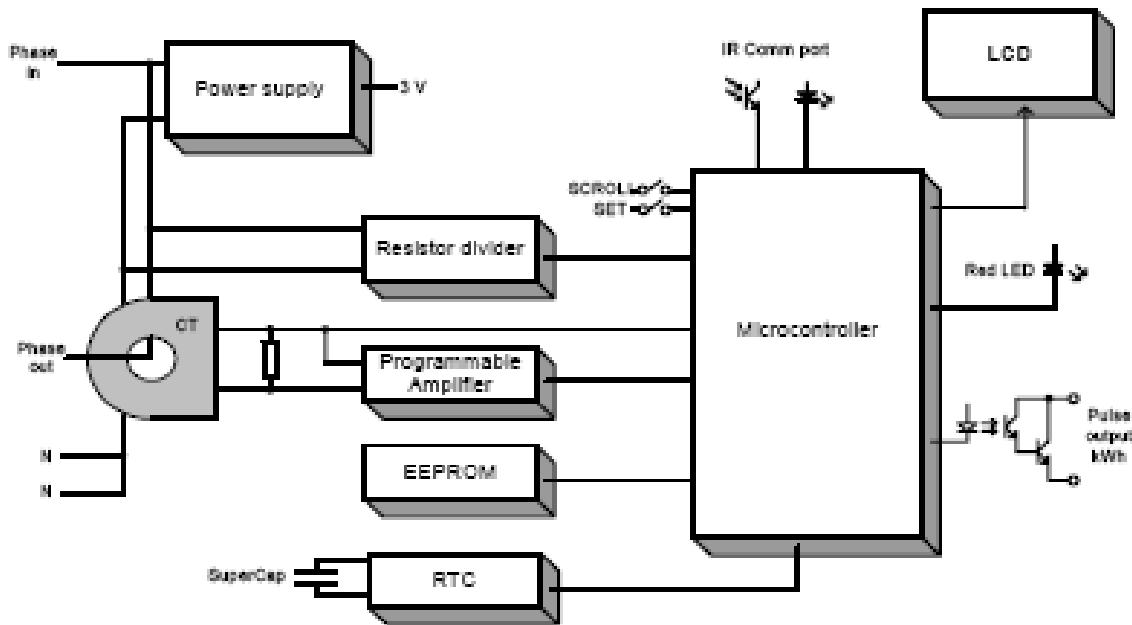 Phase
in
Power supply
3 V
IR Comm port
LCD
SCROLL
SET
Resistor divider
Red LED
CT
Microcontroller
Phase
out
Programmable
Amplifier
Pulse
output
kWh
N
N
EEPROM
SuperCap
RTC